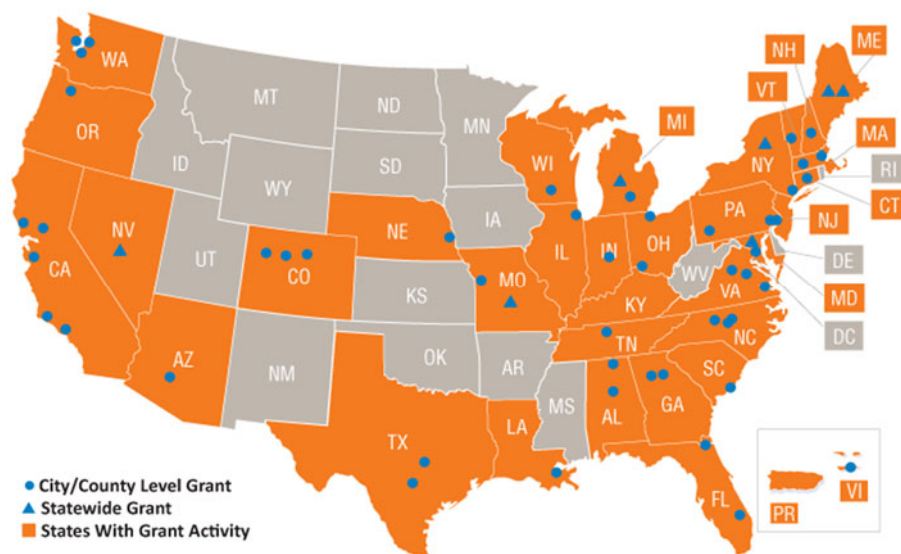 ME
NH
WA
VT
MT
ND
MN
OR
MI
MA
ID
SD
WI
NY
RI
WY
CT
IA
PA
NE
NJ
NV
OH
IL
IN
UT
DE
CA
CO
WV
MO
VA
KS
MD
KY
DC
NC
TN
OK
AZ
AR
SC
NM
MS
AL
GA
LA
TX
City/County Level Grant
Statewide Grant
FL
VI
PR
States With Grant Activity